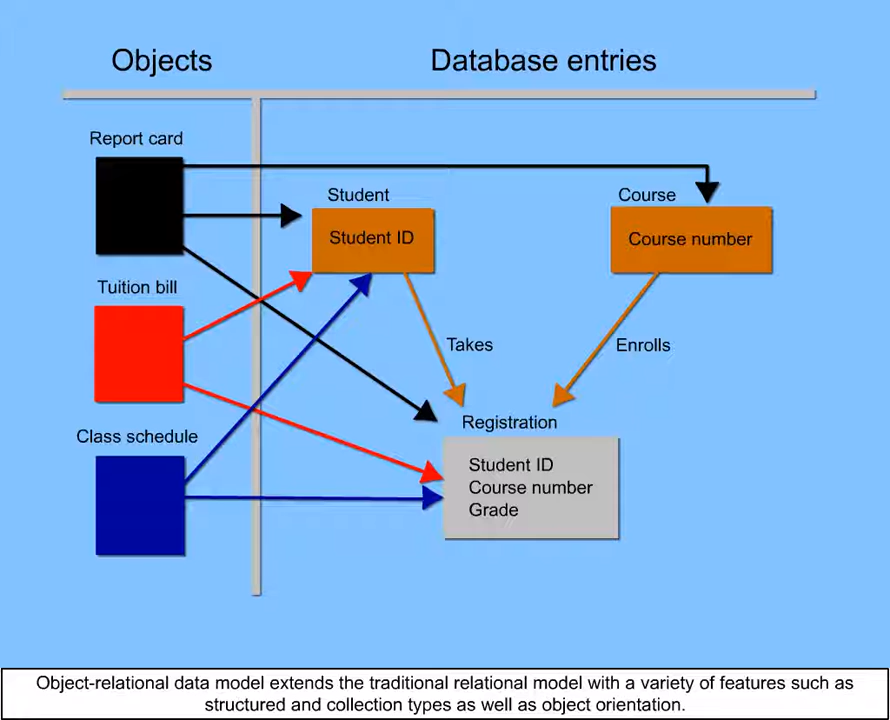 Objects
Database entries
Report card
Student
Course
Student ID
Course number
Tuition bill
Takes
Enrolls
Registration
Class schedule
Student ID
Course number
Grade
Object-relational data model extends the traditional relational model with a variety of features such as
structured and collection types as well as object orientation.